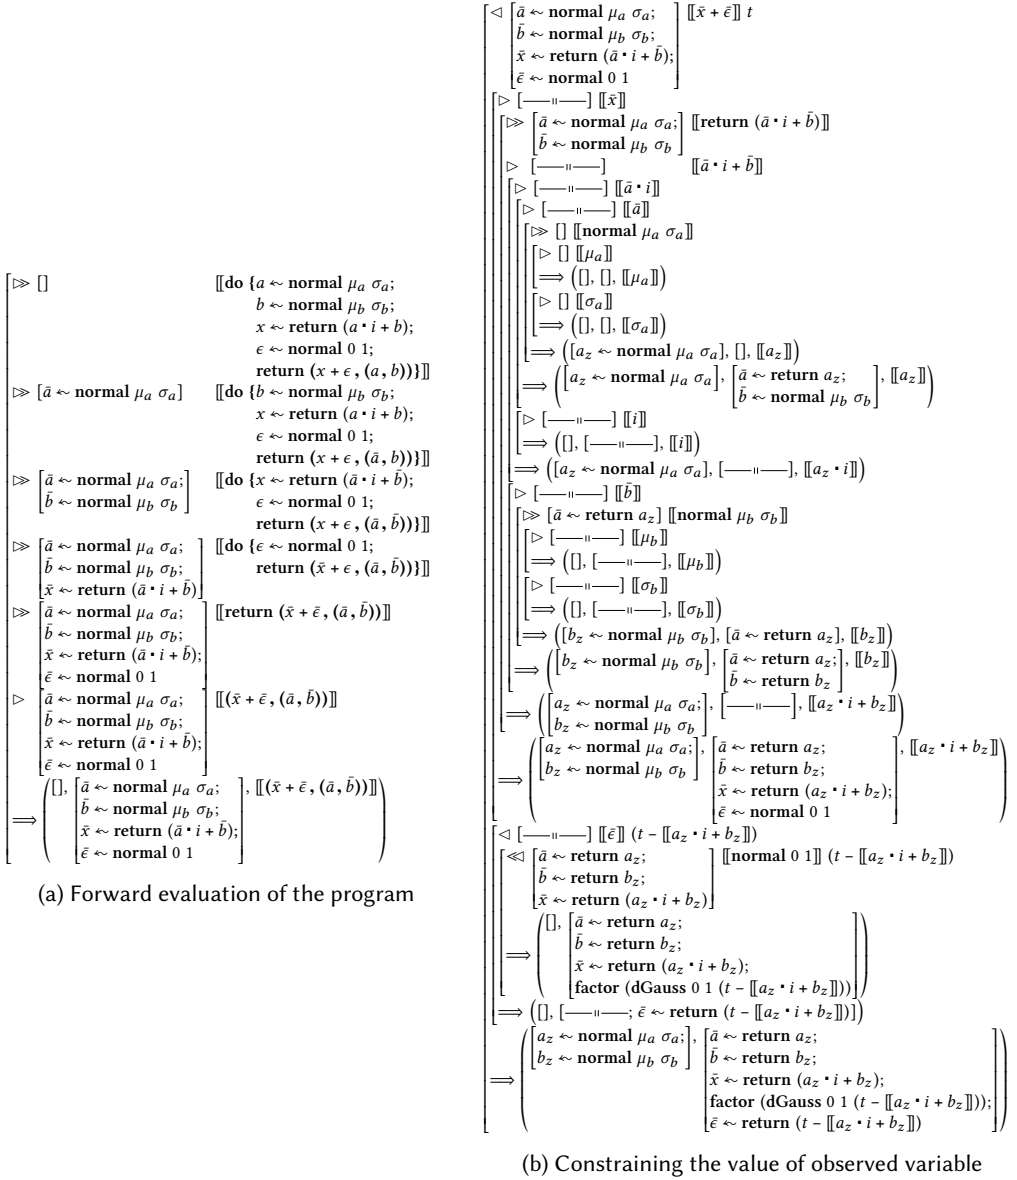 ▷▷ [] ⟦do {a ⇜ normal μ_a σ_a;
b ⇜ normal μ_b σ_b;
x ⇜ return (a ▪ i + b);
ϵ ⇜ normal 0 1;
return (x + ϵ , (a, b))}⟧
▷▷ [ā ⇜ normal μ_a σ_a] ⟦do {b ⇜ normal μ_b σ_b;
x ⇜ return (ā ▪ i + b);
ϵ ⇜ normal 0 1;
return (x + ϵ , (ā, b))}⟧
▷▷ [ā ⇜ normal μ_a σ_a; ⟦do {x ⇜ return (ā ▪ i + b̄);
b̄ ⇜ normal μ_b σ_b ] ϵ ⇜ normal 0 1;
return (x + ϵ , (ā, b̄))}⟧
▷▷ [ā ⇜ normal μ_a σ_a; ⟦do {ϵ ⇜ normal 0 1;
b̄ ⇜ normal μ_b σ_b; return (x̄ + ϵ , (ā, b̄))}⟧
x̄ ⇜ return (ā ▪ i + b̄)]
▷▷ [ā ⇜ normal μ_a σ_a; ⟦return (x̄ + ϵ̄ , (ā, b̄))⟧
b̄ ⇜ normal μ_b σ_b;
x̄ ⇜ return (ā ▪ i + b̄);
ϵ̄ ⇜ normal 0 1]
▷ [ā ⇜ normal μ_a σ_a; ⟦(x̄ + ϵ̄ , (ā, b̄))⟧
b̄ ⇜ normal μ_b σ_b;
x̄ ⇜ return (ā ▪ i + b̄);
ϵ̄ ⇜ normal 0 1]
⟹ ([], [ā ⇜ normal μ_a σ_a; , ⟦(x̄ + ϵ̄ , (ā, b̄))⟧)
b̄ ⇜ normal μ_b σ_b;
x̄ ⇜ return (ā ▪ i + b̄);
ϵ̄ ⇜ normal 0 1]
(a) Forward evaluation of the program
◁ [ā ⇜ normal μ_a σ_a; ⟦x̄ + ϵ̄⟧ t
b̄ ⇜ normal μ_b σ_b;
x̄ ⇜ return (ā ▪ i + b̄);
ϵ̄ ⇜ normal 0 1]
▷ [—"—] ⟦x̄⟧
▷▷ [ā ⇜ normal μ_a σ_a; ⟦return (ā ▪ i + b̄)⟧
b̄ ⇜ normal μ_b σ_b]
▷ [—"—] ⟦ā ▪ i + b̄⟧
▷ [—"—] ⟦ā ▪ i⟧
▷ [—"—] ⟦ā⟧
▷▷ [] ⟦normal μ_a σ_a⟧
▷ [] ⟦μ_a⟧
⟹ ([], [], ⟦μ_a⟧)
▷ [] ⟦σ_a⟧
⟹ ([], [], ⟦σ_a⟧)
⟹ ([a_z ⇜ normal μ_a σ_a], [], ⟦a_z⟧)
⟹ ([a_z ⇜ normal μ_a σ_a], [ā ⇜ return a_z; , ⟦a_z⟧)
b̄ ⇜ normal μ_b σ_b]
▷ [—"—] ⟦i⟧
⟹ ([], [—"—], ⟦i⟧)
⟹ ([a_z ⇜ normal μ_a σ_a], [—"—], ⟦a_z ▪ i⟧)
▷ [—"—] ⟦b̄⟧
▷▷ [ā ⇜ return a_z] ⟦normal μ_b σ_b⟧
▷ [—"—] ⟦μ_b⟧
⟹ ([], [—"—], ⟦μ_b⟧)
▷ [—"—] ⟦σ_b⟧
⟹ ([], [—"—], ⟦σ_b⟧)
⟹ ([b_z ⇜ normal μ_b σ_b], [ā ⇜ return a_z], ⟦b_z⟧)
⟹ ([b_z ⇜ normal μ_b σ_b], [ā ⇜ return a_z; , ⟦b_z⟧)
b̄ ⇜ return b_z]
⟹ ([a_z ⇜ normal μ_a σ_a; , [—"—], ⟦a_z ▪ i + b_z⟧)
b_z ⇜ normal μ_b σ_b]
⟹ ([a_z ⇜ normal μ_a σ_a; , [ā ⇜ return a_z; , ⟦a_z ▪ i + b_z⟧)
b_z ⇜ normal μ_b σ_b] b̄ ⇜ return b_z;
x̄ ⇜ return (a_z ▪ i + b_z);
ϵ̄ ⇜ normal 0 1]
◁ [—"—] ⟦ϵ̄⟧ (t − ⟦a_z ▪ i + b_z⟧)
◁◁ [ā ⇜ return a_z; ⟦normal 0 1⟧ (t − ⟦a_z ▪ i + b_z⟧)
b̄ ⇜ return b_z;
x̄ ⇜ return (a_z ▪ i + b_z)]
⟹ ([], [ā ⇜ return a_z;
b̄ ⇜ return b_z;
x̄ ⇜ return (a_z ▪ i + b_z);
factor (dGauss 0 1 (t − ⟦a_z ▪ i + b_z⟧))])
⟹ ([], [—"—; ϵ̄ ⇜ return (t − ⟦a_z ▪ i + b_z⟧)])
⟹ ([a_z ⇜ normal μ_a σ_a; , [ā ⇜ return a_z;
b_z ⇜ normal μ_b σ_b] b̄ ⇜ return b_z;
x̄ ⇜ return (a_z ▪ i + b_z);
factor (dGauss 0 1 (t − ⟦a_z ▪ i + b_z⟧));
ϵ̄ ⇜ return (t − ⟦a_z ▪ i + b_z⟧)])
(b) Constraining the value of observed variable